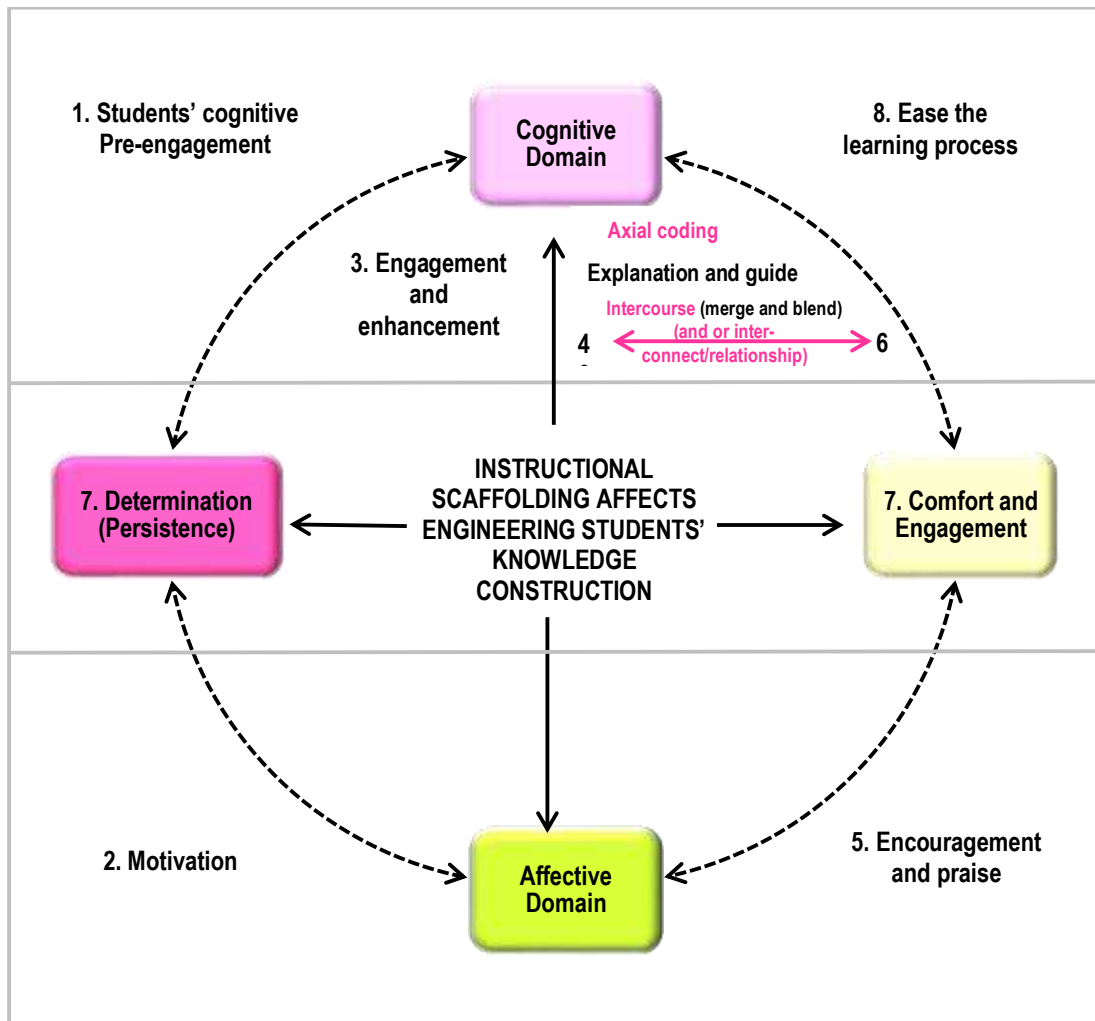 1. Students’ cognitive
Pre-engagement
Cognitive
Domain
8. Ease the
learning process
Axial coding
3. Engagement
and
enhancement
Explanation and guide
Intercourse (merge and blend)
(and or inter-
connect/relationship)
4
6
7. Determination
(Persistence)
INSTRUCTIONAL
SCAFFOLDING AFFECTS
ENGINEERING STUDENTS’
KNOWLEDGE
CONSTRUCTION
7. Comfort and
Engagement
2. Motivation
Affective
Domain
5. Encouragement
and praise